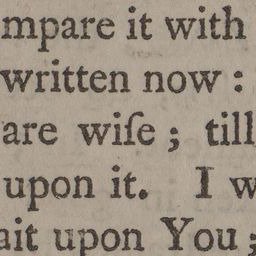 mpare it with
written now :
are wiſe ; till
upon it. I w
ait upon You ;